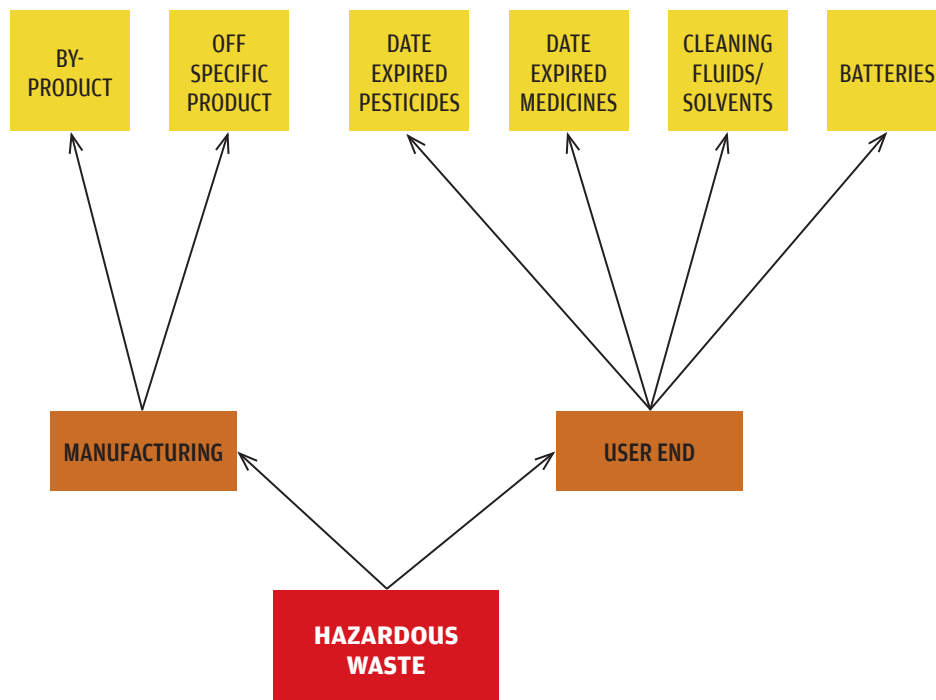 BY-
PRODUCT
OFF
SPECIFIC
PRODUCT
DATE
EXPIRED
PESTICIDES
DATE
EXPIRED
MEDICINES
CLEANING
FLUIDS/
SOLVENTS
BATTERIES
MANUFACTURING
USER END
HAZARDOUS
WASTE